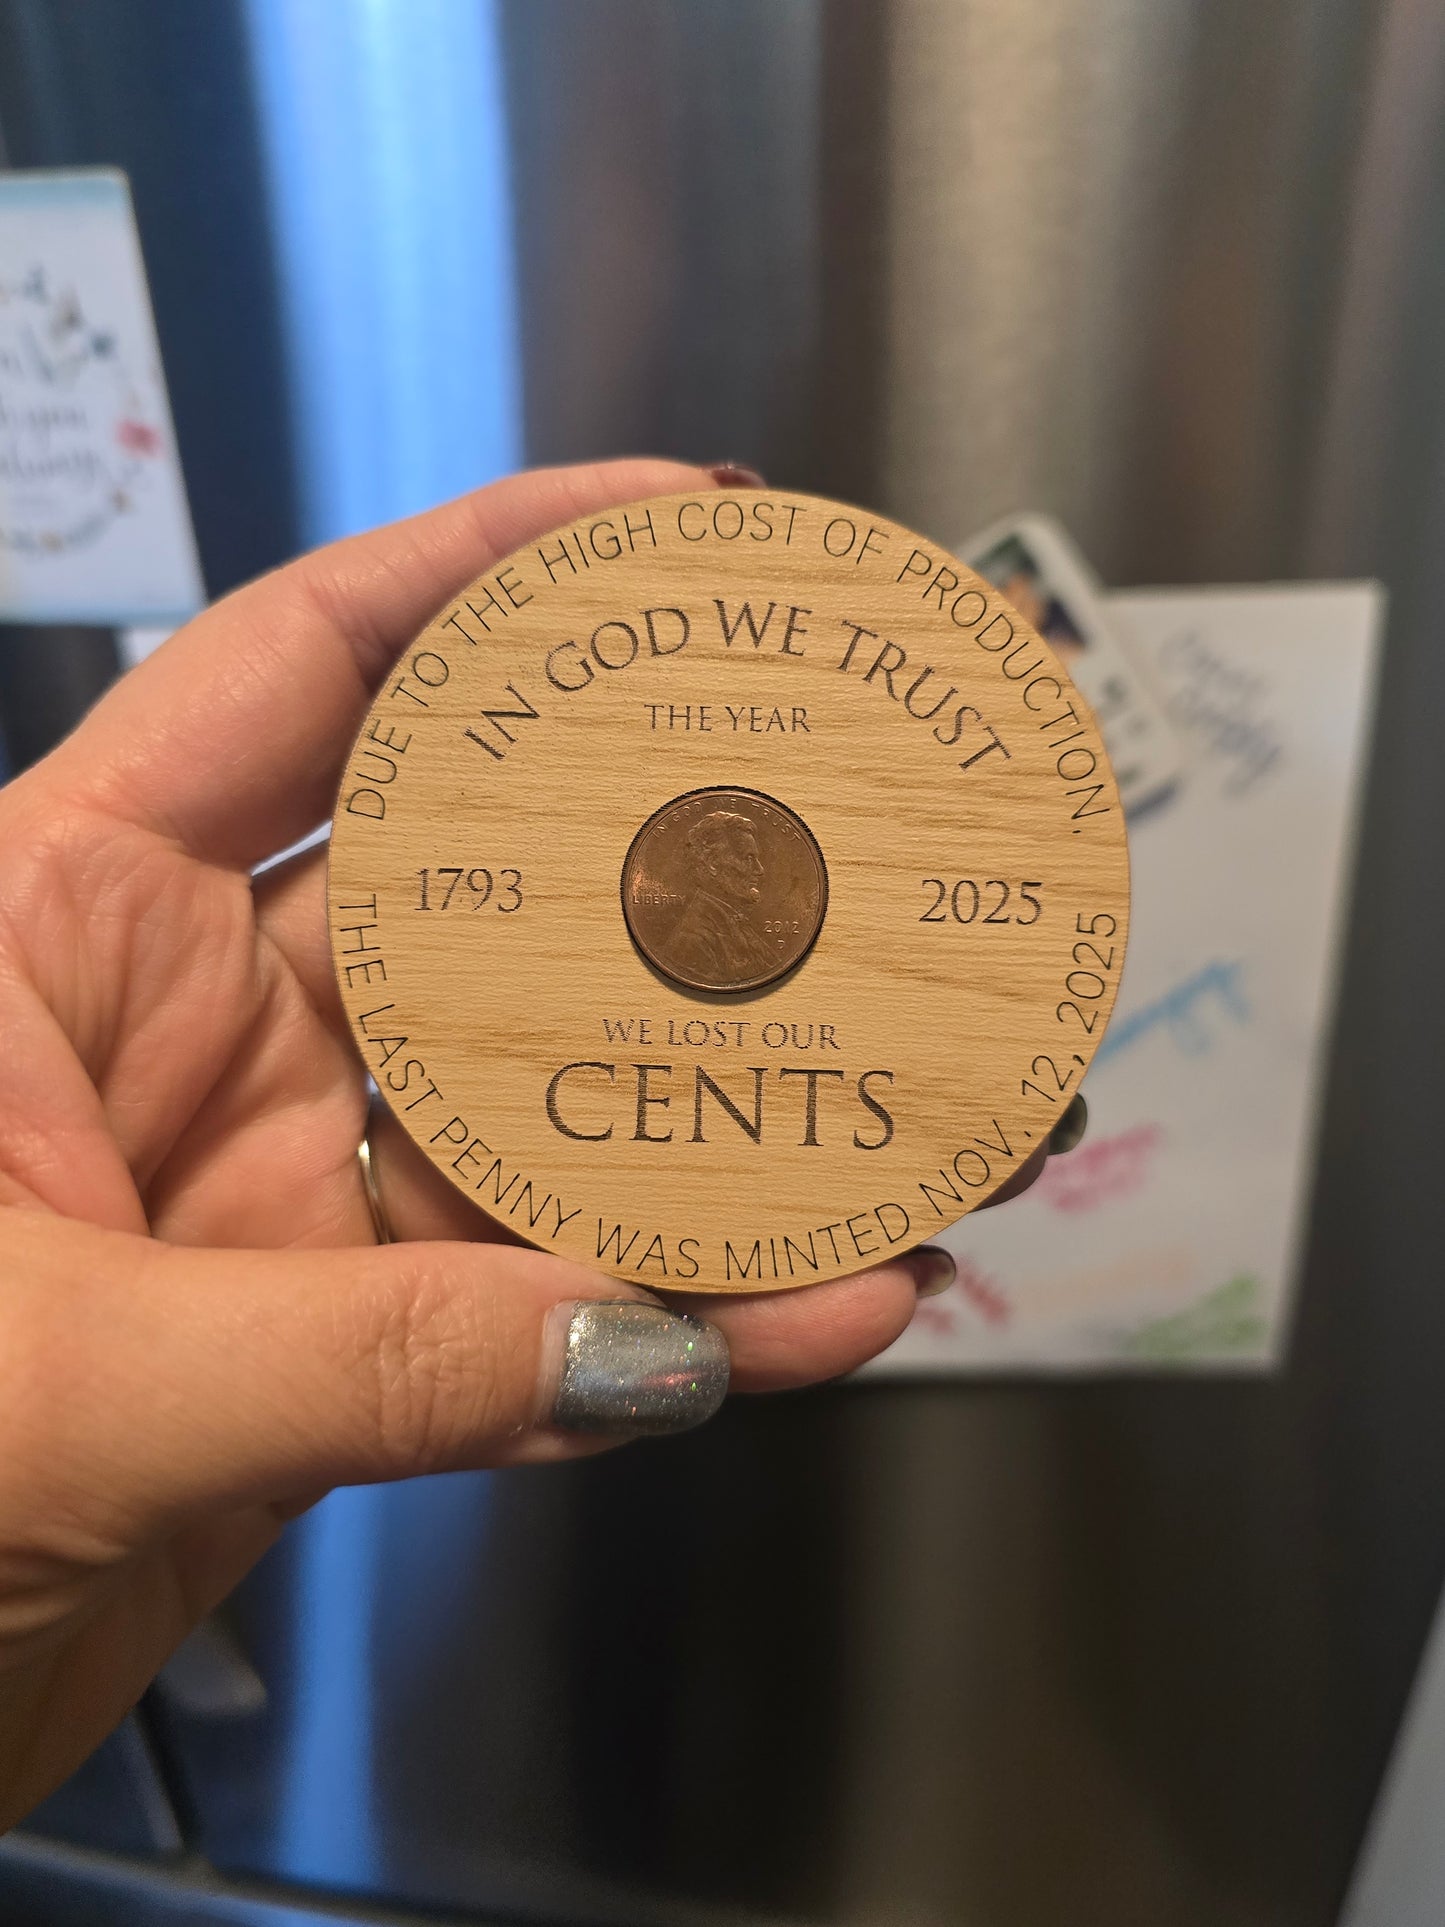 DUE TO THE HIGH COST OF PRODUCTION.
IN GOD WE TRUST
THE YEAR
1793
IN GOD WE TRUST
LIBERTY
2012
D
2025
WE LOST OUR
CENTS
THE LAST PENNY WAS MINTED NOV. 12, 2025